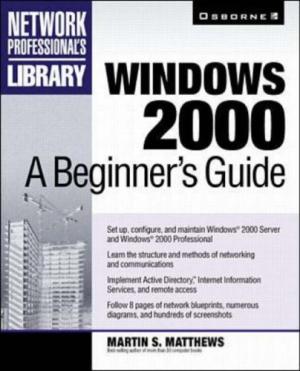 NETWORK
PROFESSIONAL'S
LIBRARY
OSBORNE
WINDOWS
2000
A Beginner's Guide
Set up, configure, and maintain Windows® 2000 Server
and Windows® 2000 Professional
Learn the structure and methods of networking
and communications
Implement Active Directory,™ Internet Information
Services, and remote access
Follow 8 pages of network blueprints, numerous
diagrams, and hundreds of screenshots
MARTIN S. MATTHEWS
Best-selling author of more than 50 computer books